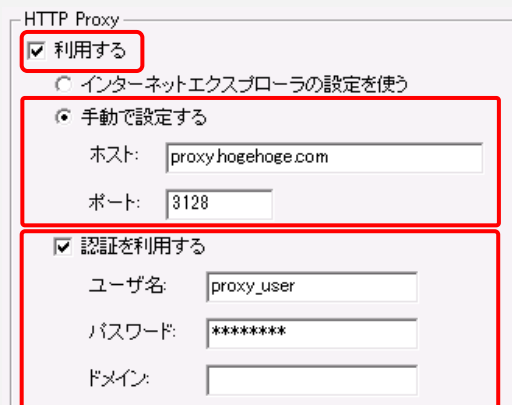 HTTP Proxy
利用する
インターネットエクスプローラの設定を使う
手動で設定する
ホスト: proxy.hogehoge.com
ポート: 3128
認証を利用する
ユーザ名: proxy_user
パスワード: ********
ドメイン: